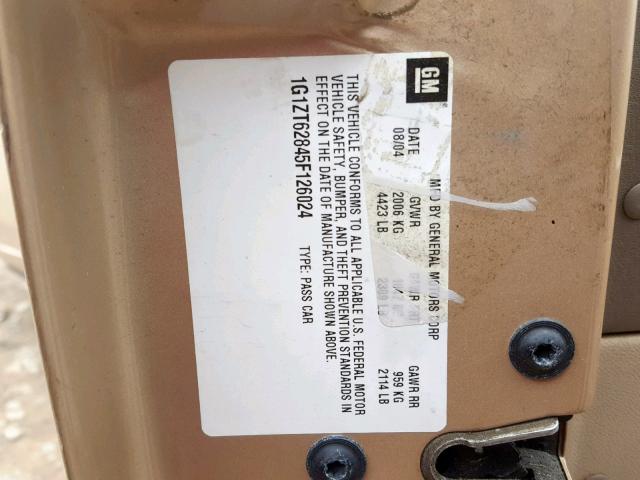 GM
MFD BY GENERAL MOTORS CORP
DATE GVWR GAWR RR
08/04 2006 KG 959 KG
4423 LB 2309 LB 2114 LB
THIS VEHICLE CONFORMS TO ALL APPLICABLE U.S. FEDERAL MOTOR
VEHICLE SAFETY, BUMPER, AND THEFT PREVENTION STANDARDS IN
EFFECT ON THE DATE OF MANUFACTURE SHOWN ABOVE.
1G1ZT62845F126024 TYPE: PASS CAR